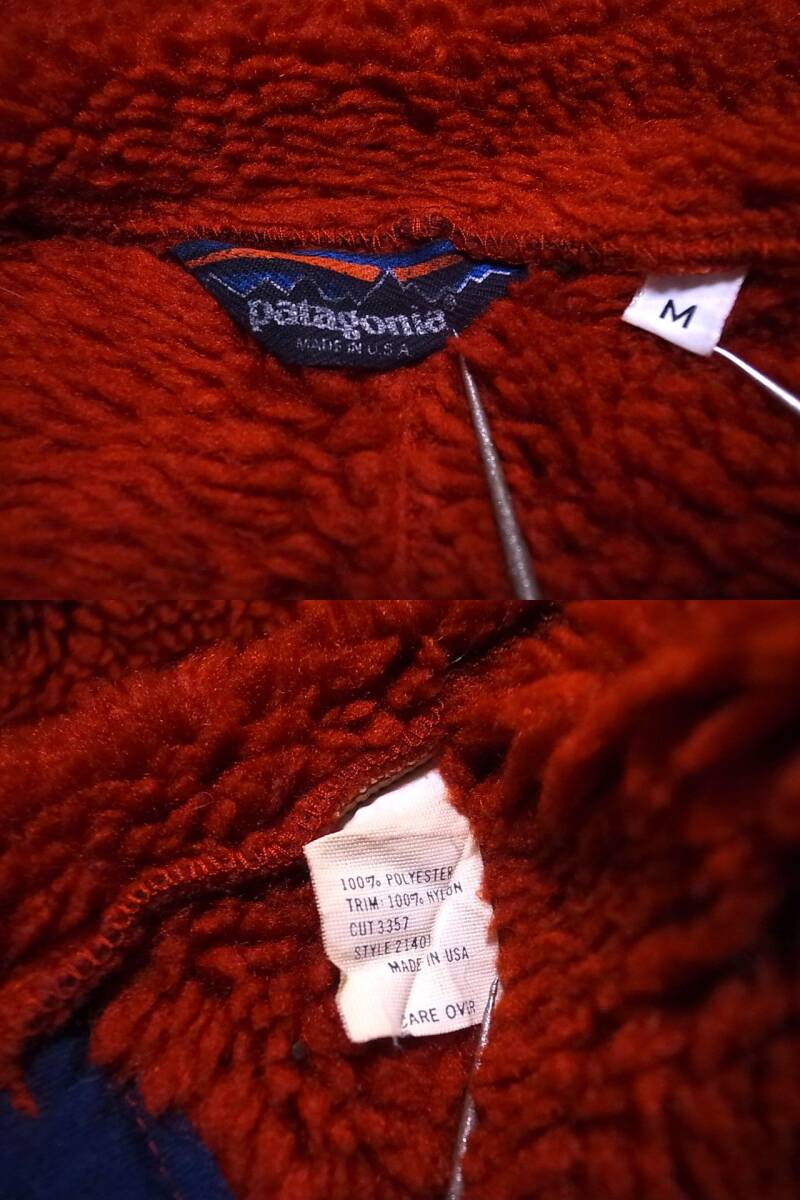 patagonia®
MADE IN U.S.A
M
100% POLYESTER
TRIM: 100% NYLON
CUT 3357
STYLE 21401
MADE IN USA
CARE OVER